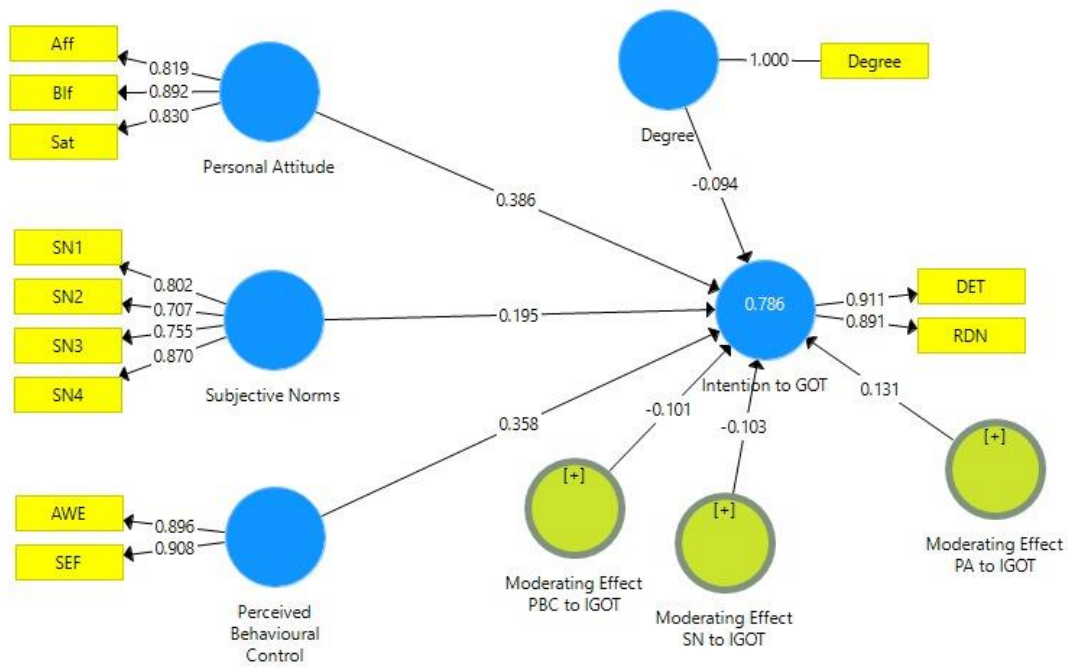 Aff
0.819
Blf
0.892
Sat
0.830
Personal Attitude
0.386
1.000
Degree
Degree
-0.094
SN1
0.802
SN2
0.707
SN3
0.755
SN4
0.870
Subjective Norms
0.195
0.786
Intention to GOT
0.911
DET
0.891
RDN
AWE
0.896
SEF
0.908
Perceived
Behavioural
Control
0.358
-0.101
[+]
Moderating Effect
PBC to IGOT
-0.103
[+]
Moderating Effect
SN to IGOT
0.131
[+]
Moderating Effect
PA to IGOT